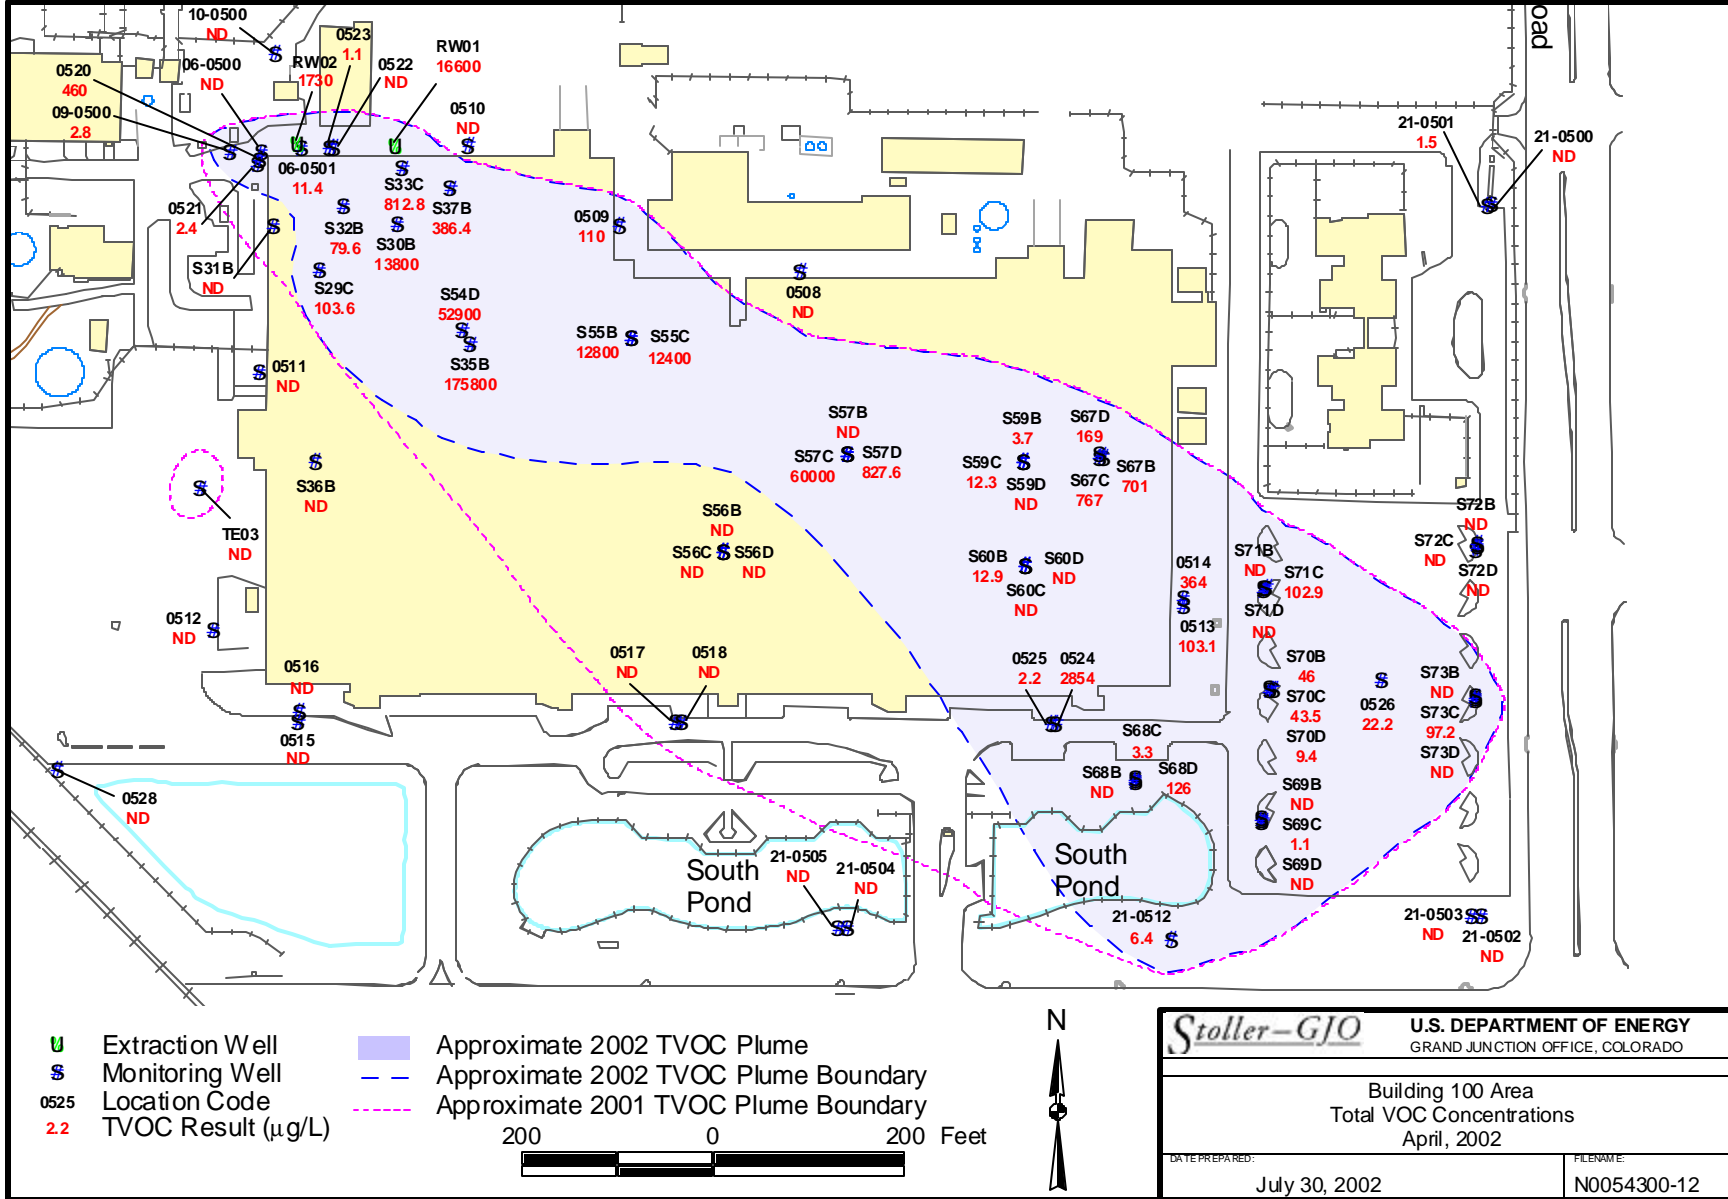 10-0500
ND
0523
1.1
RW01
16600
06-0500
ND
RW02
1730
0522
ND
0520
460
09-0500
2.8
0510
ND
oad
21-0501
1.5
21-0500
ND
06-0501
11.4
S33C
812.8
S37B
386.4
0521
2.4
S32B
79.6
S30B
13800
0509
110
S31B
ND
S29C
103.6
S54D
52900
0508
ND
S55B
12800
S55C
12400
S35B
175800
0511
ND
S57B
ND
S57C
60000
S57D
827.6
S59B
3.7
S67D
169
S59C
12.3
S59D
ND
S67C
767
S67B
701
S36B
ND
TE03
ND
S56B
ND
S56C
ND
S56D
ND
S72B
ND
S72C
ND
S72D
ND
S60B
12.9
S60D
ND
S60C
ND
0514
364
S71B
ND
S71C
102.9
S71D
ND
0512
ND
0513
103.1
0516
ND
0517
ND
0518
ND
0525
2.2
0524
2854
S70B
46
S70C
43.5
S70D
9.4
0526
22.2
S73B
ND
S73C
97.2
S73D
ND
0515
ND
S68C
3.3
S68B
ND
S68D
126
0528
ND
S69B
ND
S69C
1.1
S69D
ND
South
Pond
21-0505
ND
21-0504
ND
South
Pond
21-0512
6.4
21-0503
ND
21-0502
ND
Extraction Well
Monitoring Well
0525 Location Code
2.2 TVOC Result (µg/L)
Approximate 2002 TVOC Plume
Approximate 2002 TVOC Plume Boundary
Approximate 2001 TVOC Plume Boundary
200 0 200 Feet
N
Stoller-GJO
U.S. DEPARTMENT OF ENERGY
GRAND JUNCTION OFFICE, COLORADO
Building 100 Area
Total VOC Concentrations
April, 2002
DATE PREPARED:
July 30, 2002
FILENAME:
N0054300-12